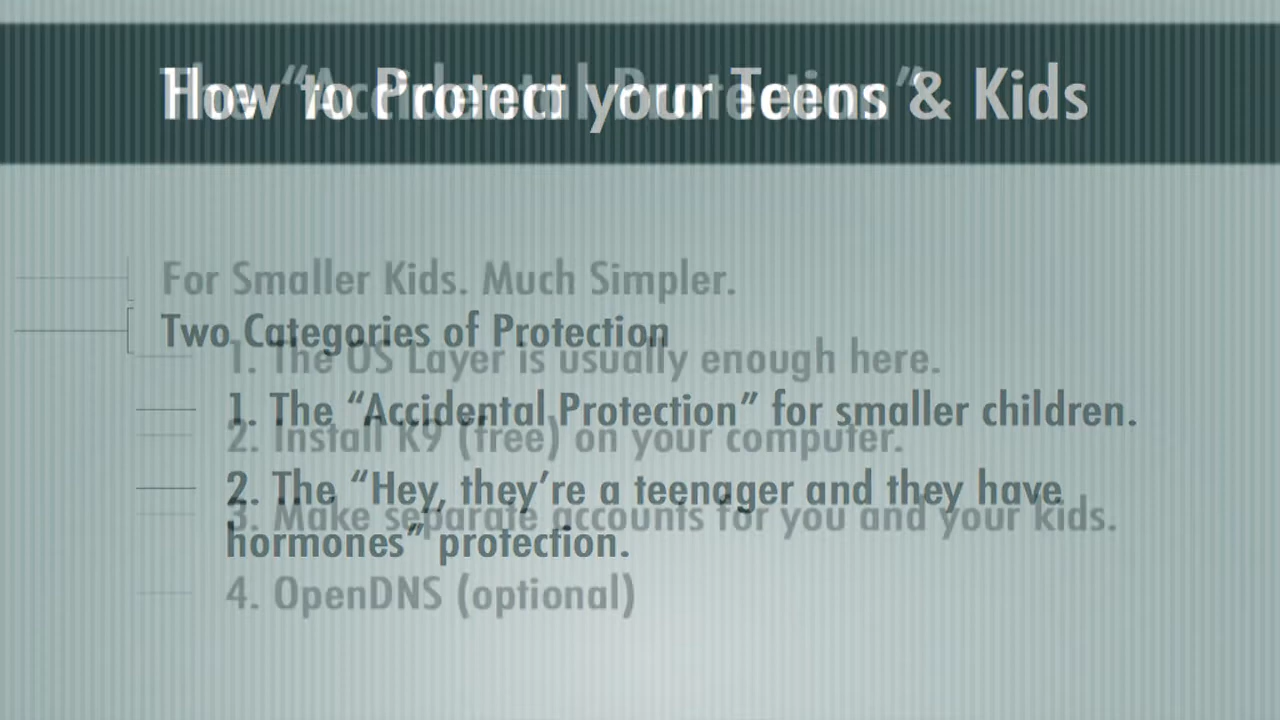 How to Protect your Teens & Kids
The “Accidental Protection”
For Smaller Kids. Much Simpler.
Two Categories of Protection
1. The OS Layer is usually enough here.
1. The “Accidental Protection” for smaller children.
2. Install K9 (free) on your computer.
2. The “Hey, they’re a teenager and they have
3. Make separate accounts for you and your kids.
hormones” protection.
4. OpenDNS (optional)